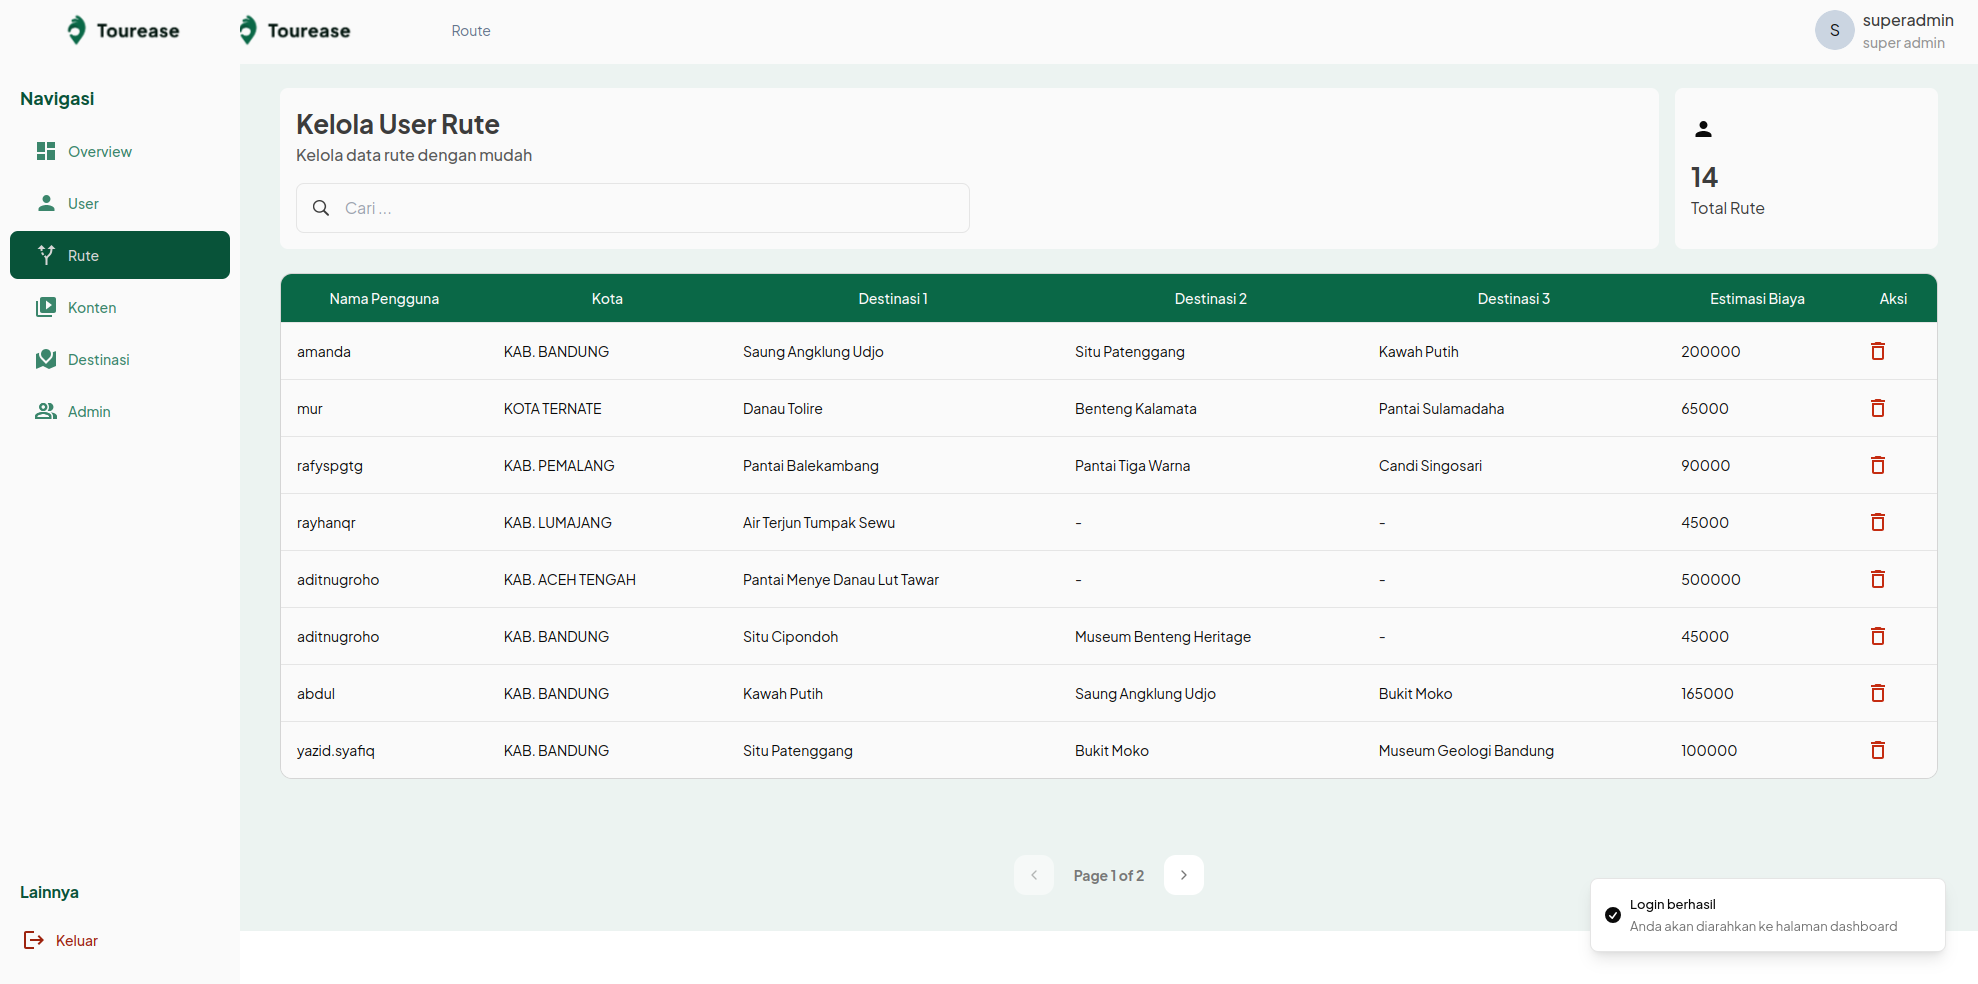 Tourease
Tourease
Route
S
superadmin
super admin
Navigasi
Overview
User
Rute
Konten
Destinasi
Admin
Lainnya
Keluar
Kelola User Rute
Kelola data rute dengan mudah
Cari ...
14
Total Rute
Nama Pengguna Kota Destinasi 1 Destinasi 2 Destinasi 3 Estimasi Biaya Aksi
amanda KAB. BANDUNG Saung Angklung Udjo Situ Patenggang Kawah Putih 200000
mur KOTA TERNATE Danau Tolire Benteng Kalamata Pantai Sulamadaha 65000
rafyspgtg KAB. PEMALANG Pantai Balekambang Pantai Tiga Warna Candi Singosari 90000
rayhanqr KAB. LUMAJANG Air Terjun Tumpak Sewu - - 45000
aditnugroho KAB. ACEH TENGAH Pantai Menye Danau Lut Tawar - - 500000
aditnugroho KAB. BANDUNG Situ Cipondoh Museum Benteng Heritage - 45000
abdul KAB. BANDUNG Kawah Putih Saung Angklung Udjo Bukit Moko 165000
yazid.syafiq KAB. BANDUNG Situ Patenggang Bukit Moko Museum Geologi Bandung 100000
Page 1 of 2
Login berhasil
Anda akan diarahkan ke halaman dashboard